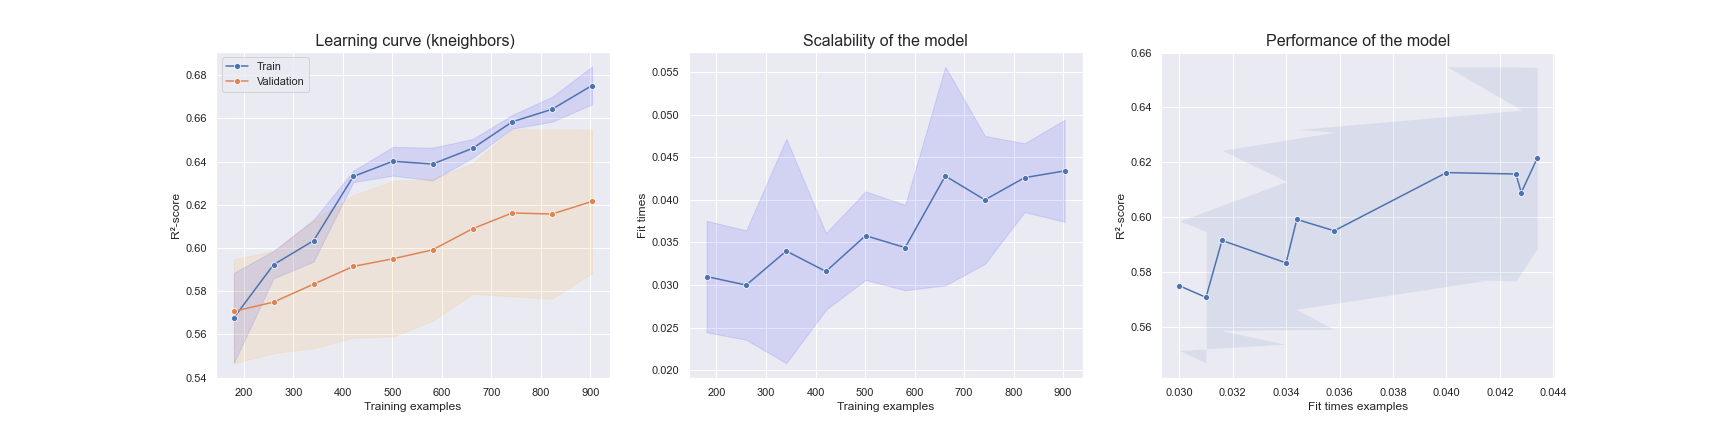 Learning curve (kneighbors)
Train
Validation
0.68
0.66
0.64
0.62
0.60
0.58
0.56
0.54
R²-score
200 300 400 500 600 700 800 900
Training examples
Scalability of the model
0.055
0.050
0.045
0.040
0.035
0.030
0.025
0.020
Fit times
200 300 400 500 600 700 800 900
Training examples
Performance of the model
0.66
0.64
0.62
0.60
0.58
0.56
R²-score
0.030 0.032 0.034 0.036 0.038 0.040 0.042 0.044
Fit times examples